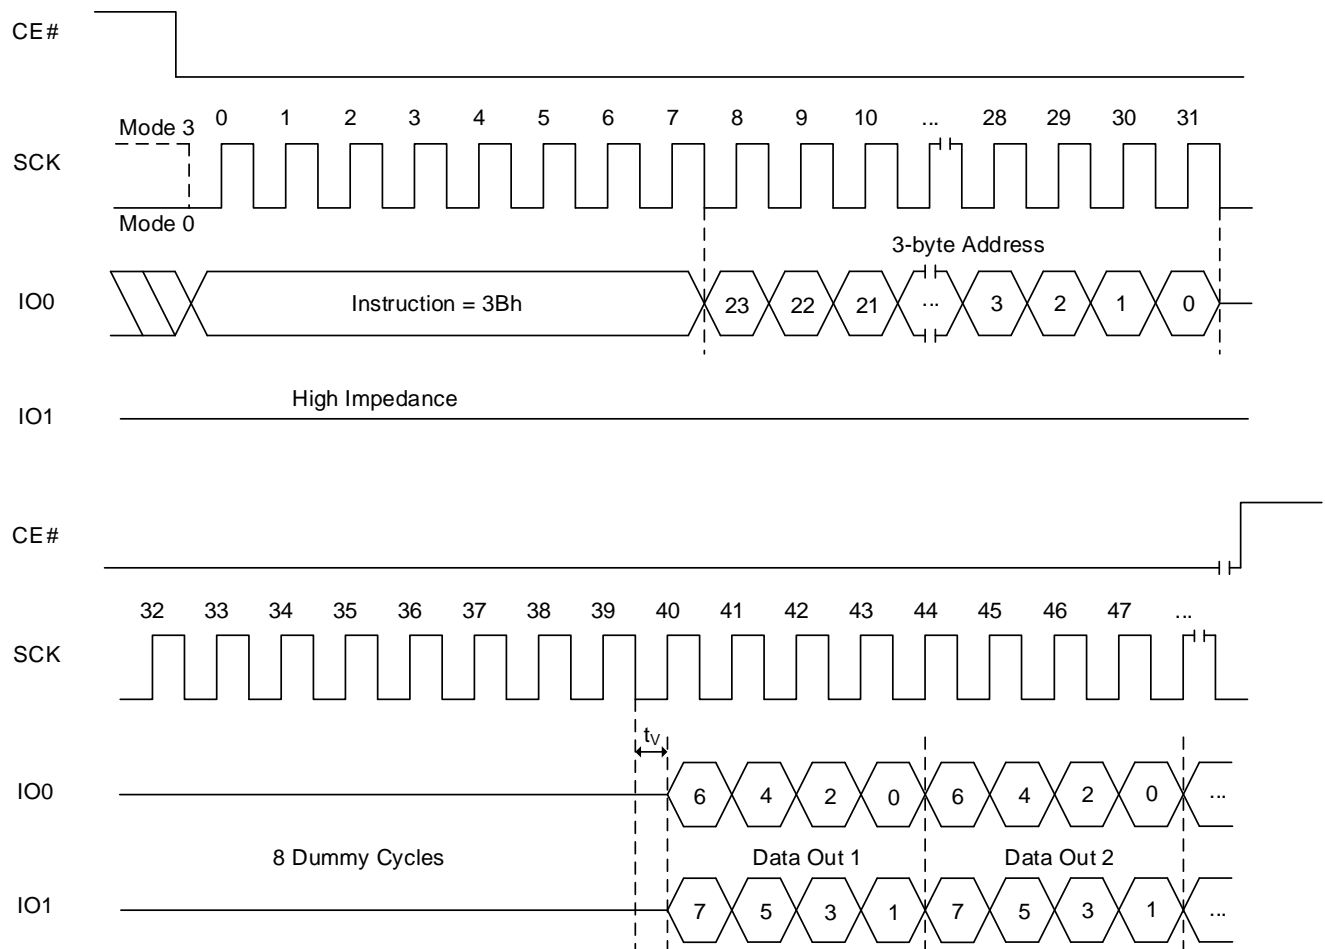 CE#
Mode 3 0 1 2 3 4 5 6 7 8 9 10 ... 28 29 30 31
SCK
Mode 0
3-byte Address
IO0 Instruction = 3Bh 23 22 21 ... 3 2 1 0
High Impedance
IO1
CE#
32 33 34 35 36 37 38 39 40 41 42 43 44 45 46 47 ...
SCK
tV
IO0 6 4 2 0 6 4 2 0 ...
8 Dummy Cycles Data Out 1 Data Out 2
IO1 7 5 3 1 7 5 3 1 ...